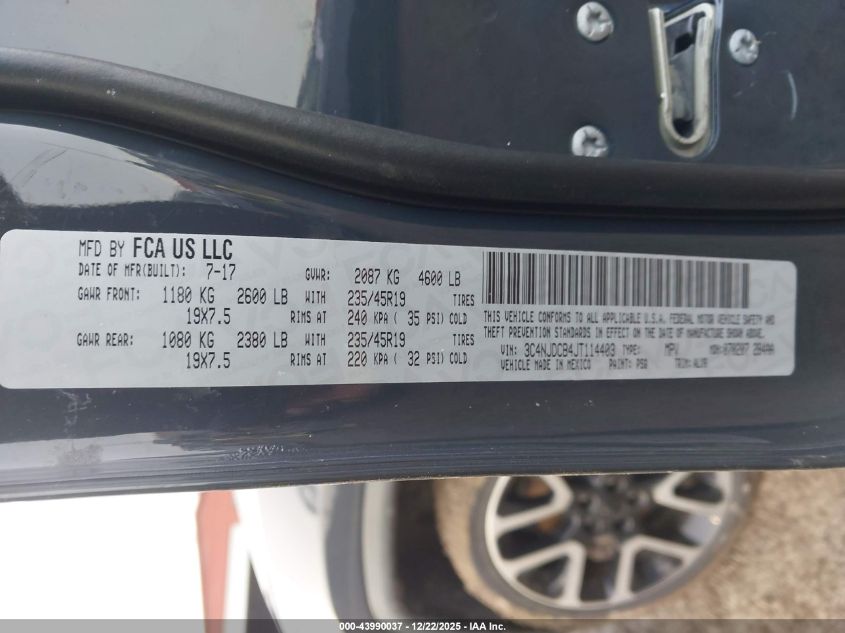 MFD BY FCA US LLC
DATE OF MFR(BUILT): 7-17 GVWR: 2087 KG 4600 LB
GAWR FRONT: 1180 KG 2600 LB WITH 235/45R19 TIRES
19X7.5 RIMS AT 240 KPA ( 35 PSI) COLD
GAWR REAR: 1080 KG 2380 LB WITH 235/45R19 TIRES
19X7.5 RIMS AT 220 KPA ( 32 PSI) COLD
THIS VEHICLE CONFORMS TO ALL APPLICABLE U.S.A. FEDERAL MOTOR VEHICLE SAFETY AND
THEFT PREVENTION STANDARDS IN EFFECT ON THE DATE OF MANUFACTURE SHOWN ABOVE.
VIN: 3C4NJDCB4JT114403 TYPE: MPV MDH:
VEHICLE MADE IN MEXICO PAINT: TRIM:
000-43990037 - 12/22/2025 - IAA Inc.